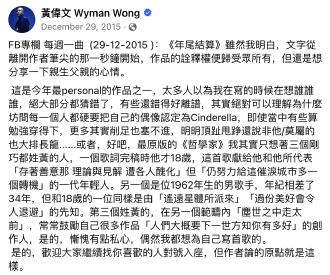 黃偉文 Wyman Wong
December 29, 2015 ·
FB專欄 每週一曲（29-12-2015）:《年尾結算》雖然我明白，文字從
離開作者筆尖的那一秒鐘開始，作品的詮釋權便歸受眾所有，但還是想
分享一下親生父親的心情。
這是今年最personal的作品之一，太多人以為我在寫的時候在想誰誰
誰，絕大部分都猜錯了，有些還錯得好離譜，其實絕對可以理解為什麼
坊間每一個人都硬要把自己的偶像認定為Cinderella，即使當中有些算
勉強穿得下，更多其實削足也塞不進，明明頂趾甩踭還說非他/莫屬的
也大排長龍......或者，好吧，最原版的《哲學家》我其實只想著三個剛
巧都姓黃的人，一個歌詞完稿時他才18歲，這首歌獻給他和他所代表
「存著善意那 理論與見解 遭各人醜化」但「仍努力給這催淚城市多一
個轉機」的一代年輕人。另一個是位1962年生的男歌手，年紀相差了
34年，但和18歲的一位同樣是由「遙遠星體所派來」「過份美好會令
人退避」的先知。第三個姓黃的，在另一個範疇內「塵世之中走太
前」，常常鼓勵自己很多作品「人們大概要下一世方知你有多好」的創
作人，是的，慚愧有點私心，偶然我都想為自己寫首歌的。
是的，歡迎大家繼續找你喜歡的人對號入座，但作者論的原點就是這
樣。